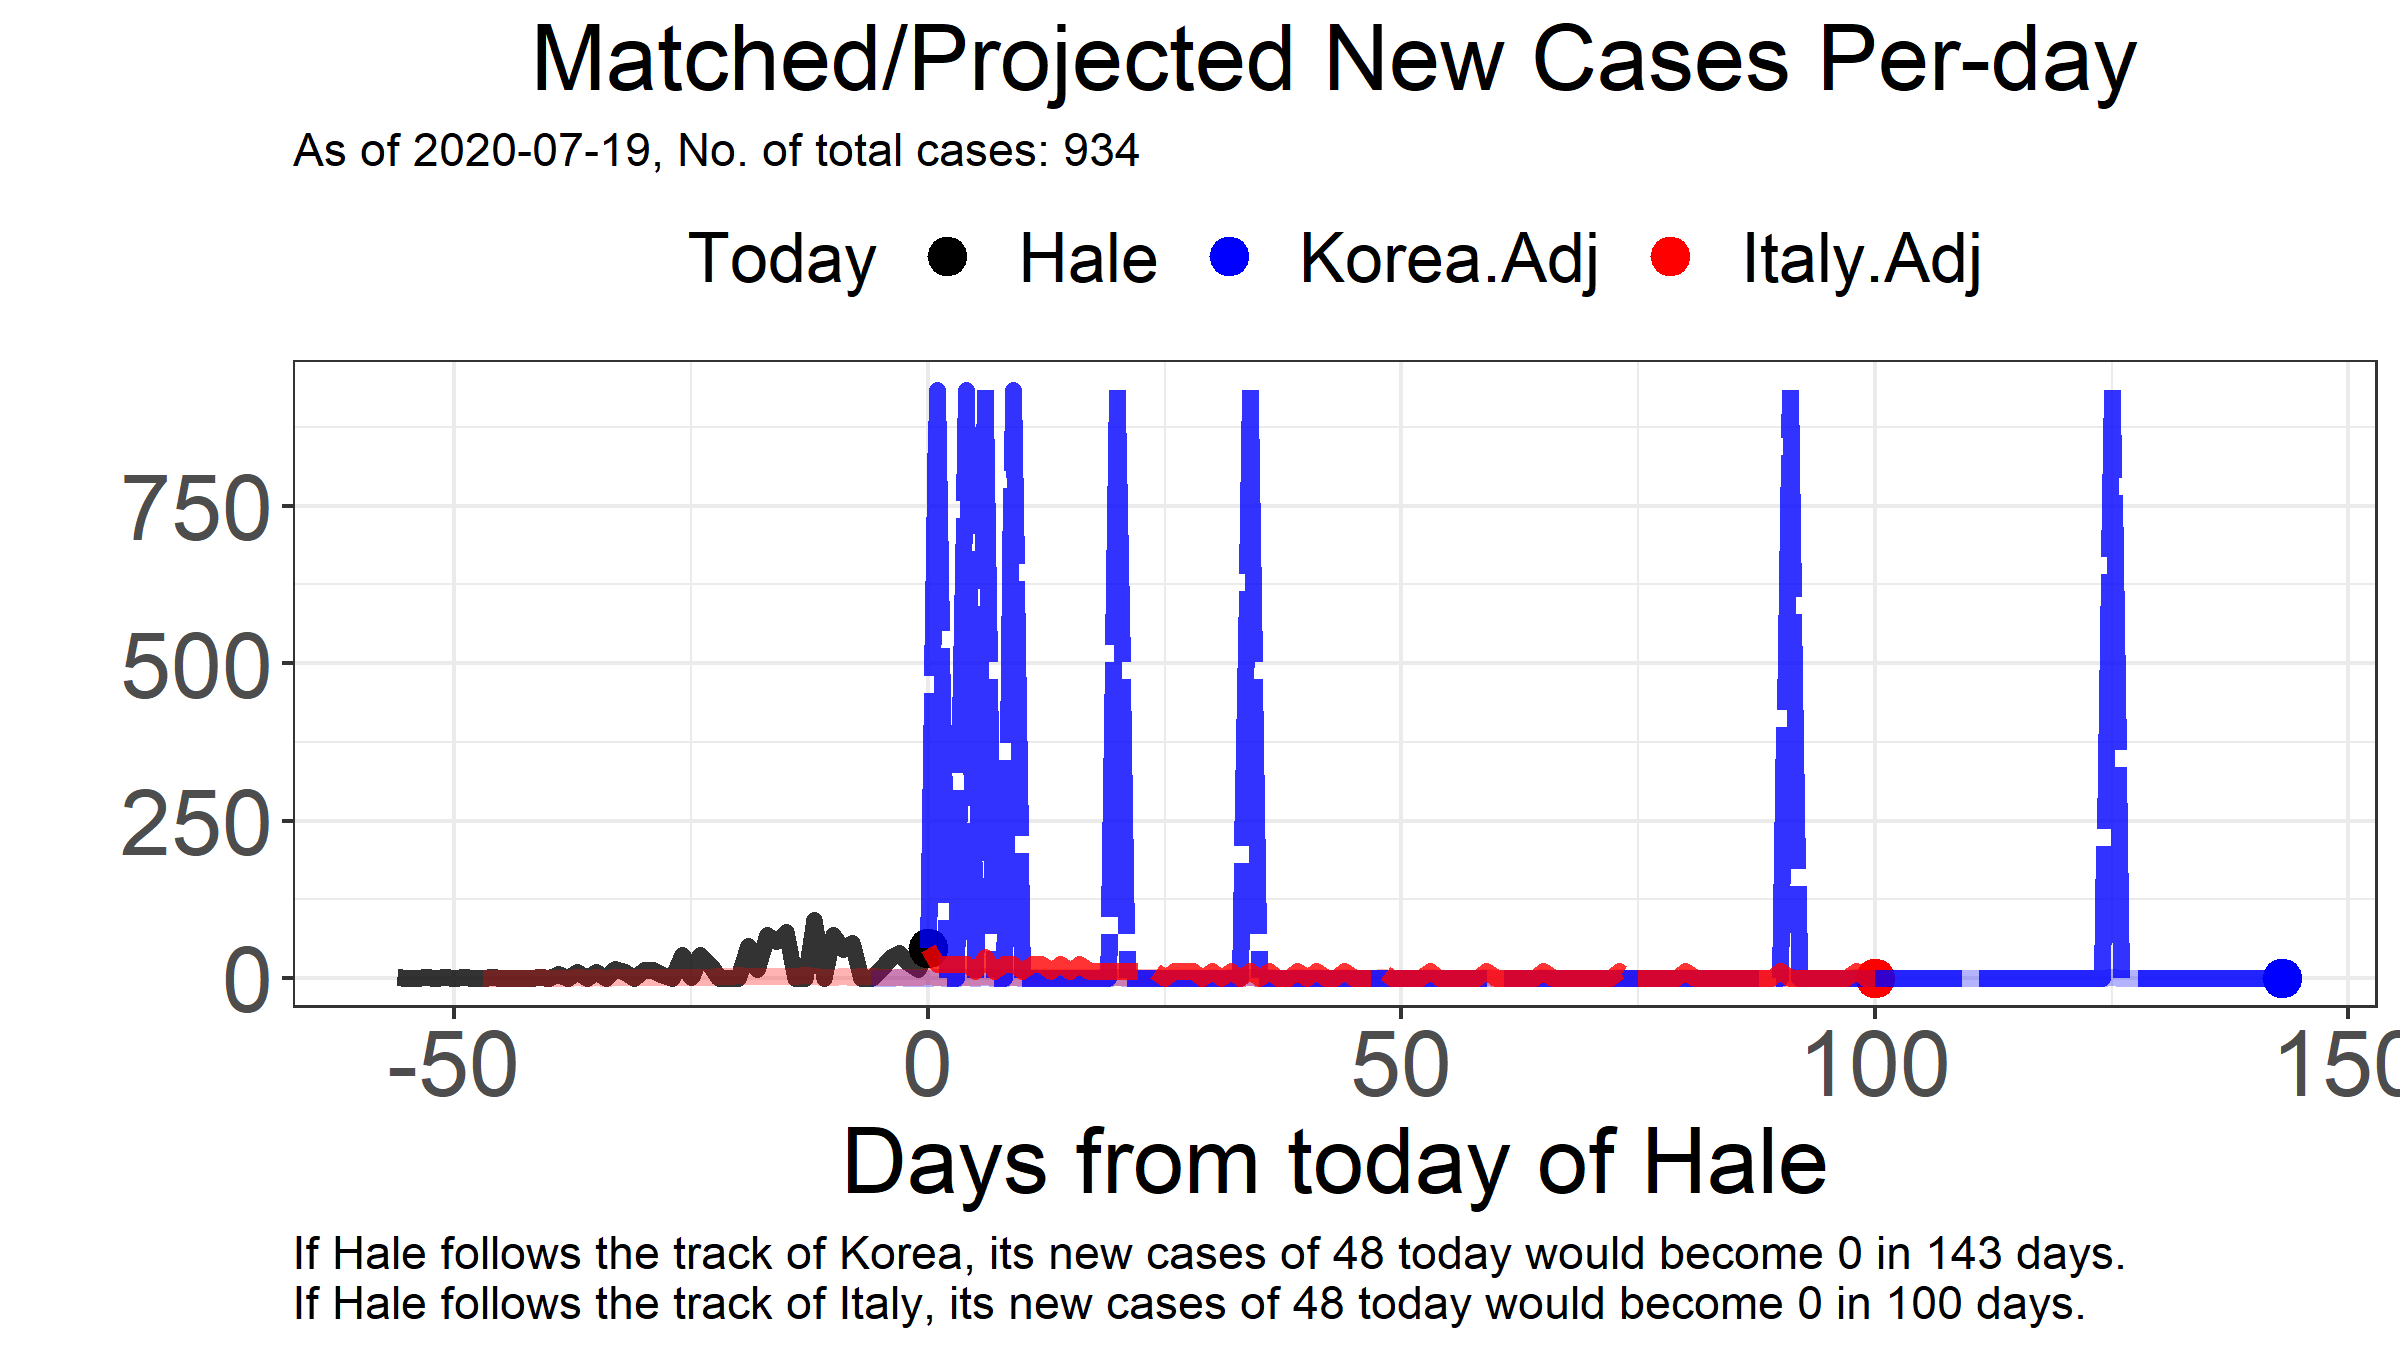 Matched/Projected New Cases Per-day
As of 2020-07-19, No. of total cases: 934
Today Hale Korea.Adj Italy.Adj
750
500
250
0
-50 0 50 100 150
Days from today of Hale
If Hale follows the track of Korea, its new cases of 48 today would become 0 in 143 days.
If Hale follows the track of Italy, its new cases of 48 today would become 0 in 100 days.